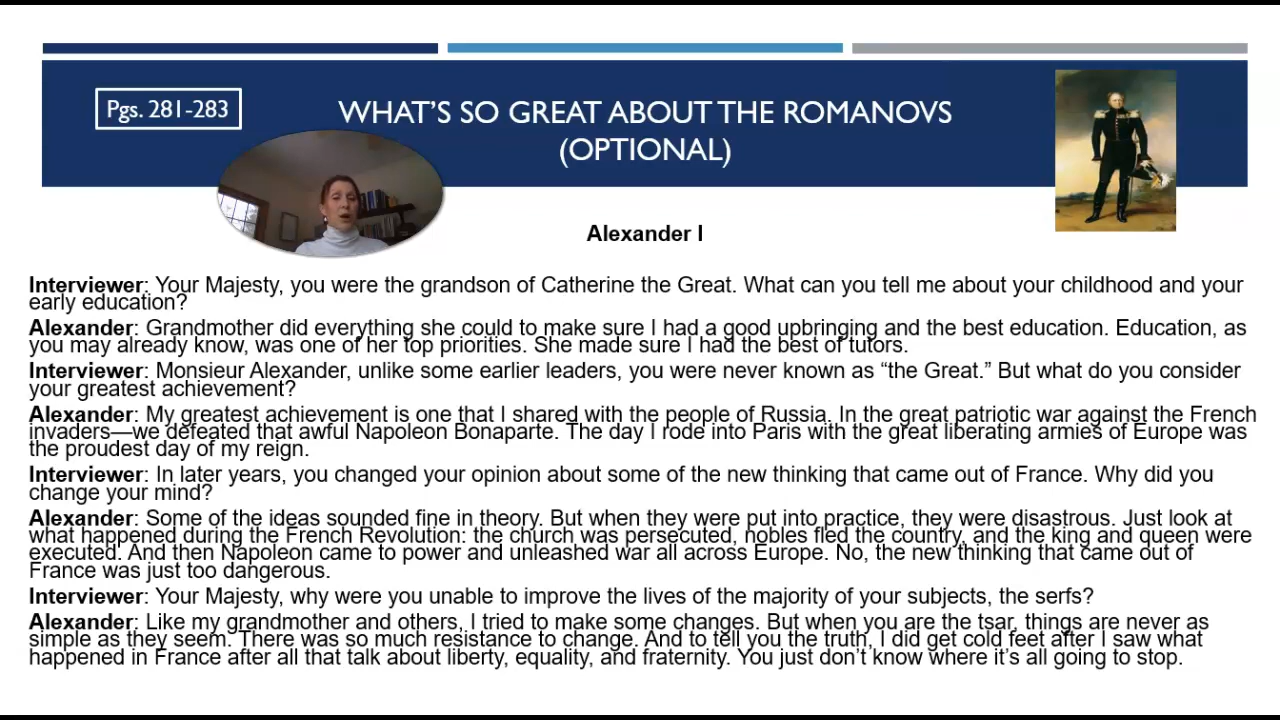 Pgs. 281-283
WHAT'S SO GREAT ABOUT THE ROMANOVS
(OPTIONAL)
Alexander I
Interviewer: Your Majesty, you were the grandson of Catherine the Great. What can you tell me about your childhood and your
early education?
Alexander: Grandmother did everything she could to make sure I had a good upbringing and the best education. Education, as
you may already know, was one of her top priorities. She made sure I had the best of tutors.
Interviewer: Monsieur Alexander, unlike some earlier leaders, you were never known as “the Great.” But what do you consider
your greatest achievement?
Alexander: My greatest achievement is one that I shared with the people of Russia. In the great patriotic war against the French
invaders—we defeated that awful Napoleon Bonaparte. The day I rode into Paris with the great liberating armies of Europe was
the proudest day of my reign.
Interviewer: In later years, you changed your opinion about some of the new thinking that came out of France. Why did you
change your mind?
Alexander: Some of the ideas sounded fine in theory. But when they were put into practice, they were disastrous. Just look at
what happened during the French Revolution: the church was persecuted, nobles fled the country, and the king and queen were
executed. And then Napoleon came to power and unleashed war all across Europe. No, the new thinking that came out of
France was just too dangerous.
Interviewer: Your Majesty, why were you unable to improve the lives of the majority of your subjects, the serfs?
Alexander: Like my grandmother and others, I tried to make some changes. But when you are the tsar, things are never as
simple as they seem. There was so much resistance to change. And to tell you the truth, I did get cold feet after I saw what
happened in France after all that talk about liberty, equality, and fraternity. You just don’t know where it’s all going to stop.